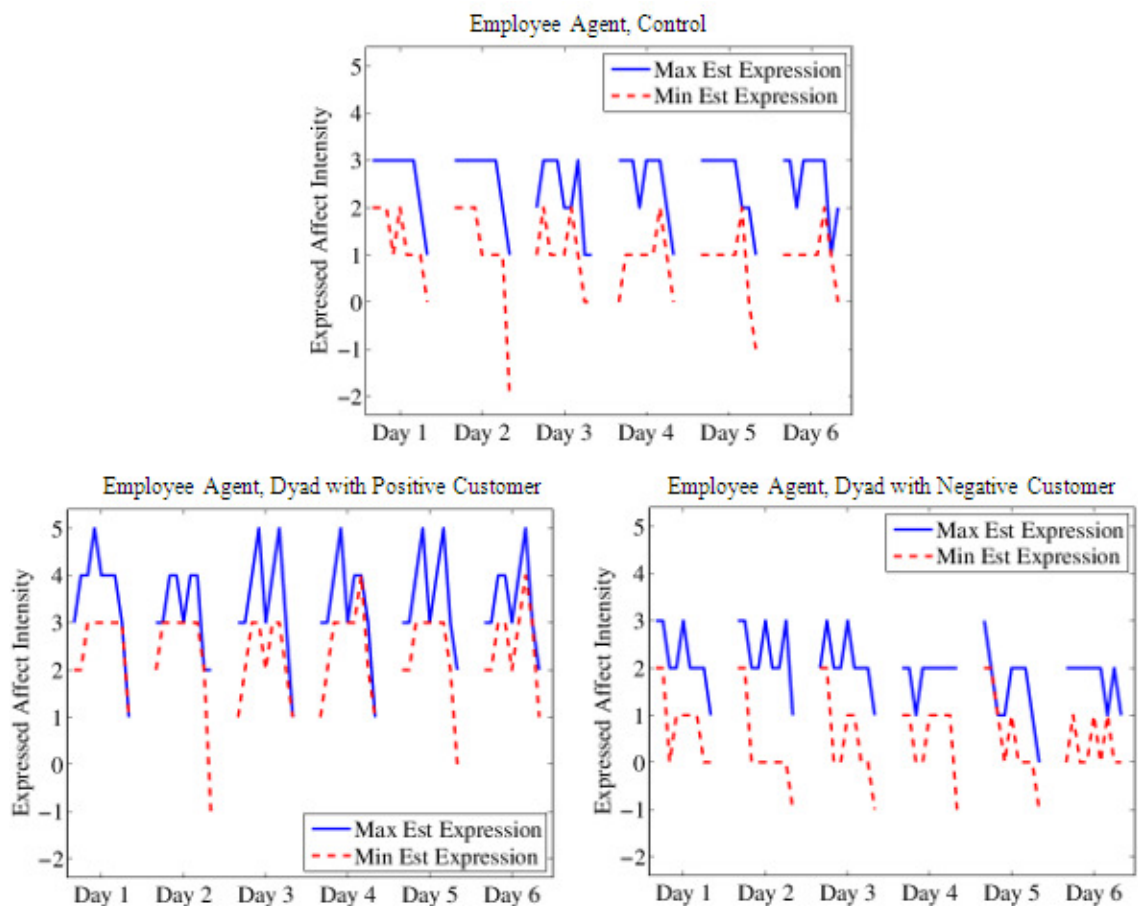 Employee Agent, Control
Expressed Affect Intensity
5
4
3
2
1
0
−1
−2
Max Est Expression
Min Est Expression
Day 1 Day 2 Day 3 Day 4 Day 5 Day 6
Employee Agent, Dyad with Positive Customer
Expressed Affect Intensity
5
4
3
2
1
0
−1
−2
Max Est Expression
Min Est Expression
Day 1 Day 2 Day 3 Day 4 Day 5 Day 6
Employee Agent, Dyad with Negative Customer
Expressed Affect Intensity
5
4
3
2
1
0
−1
−2
Max Est Expression
Min Est Expression
Day 1 Day 2 Day 3 Day 4 Day 5 Day 6